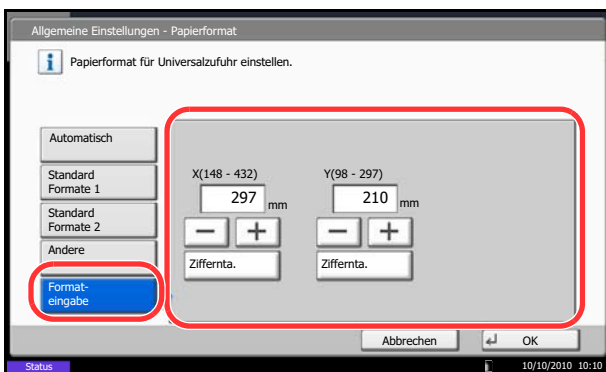 Allgemeine Einstellungen - Papierformat
i
Papierformat für Universalzufuhr einstellen.
Automatisch
Standard
Formate 1
Standard
Formate 2
Andere
Format-
eingabe
X(148 - 432)
Y(98 - 297)
297 mm
210 mm
Ziffernta.
Ziffernta.
Abbrechen
OK
Status
10/10/2010 10:10